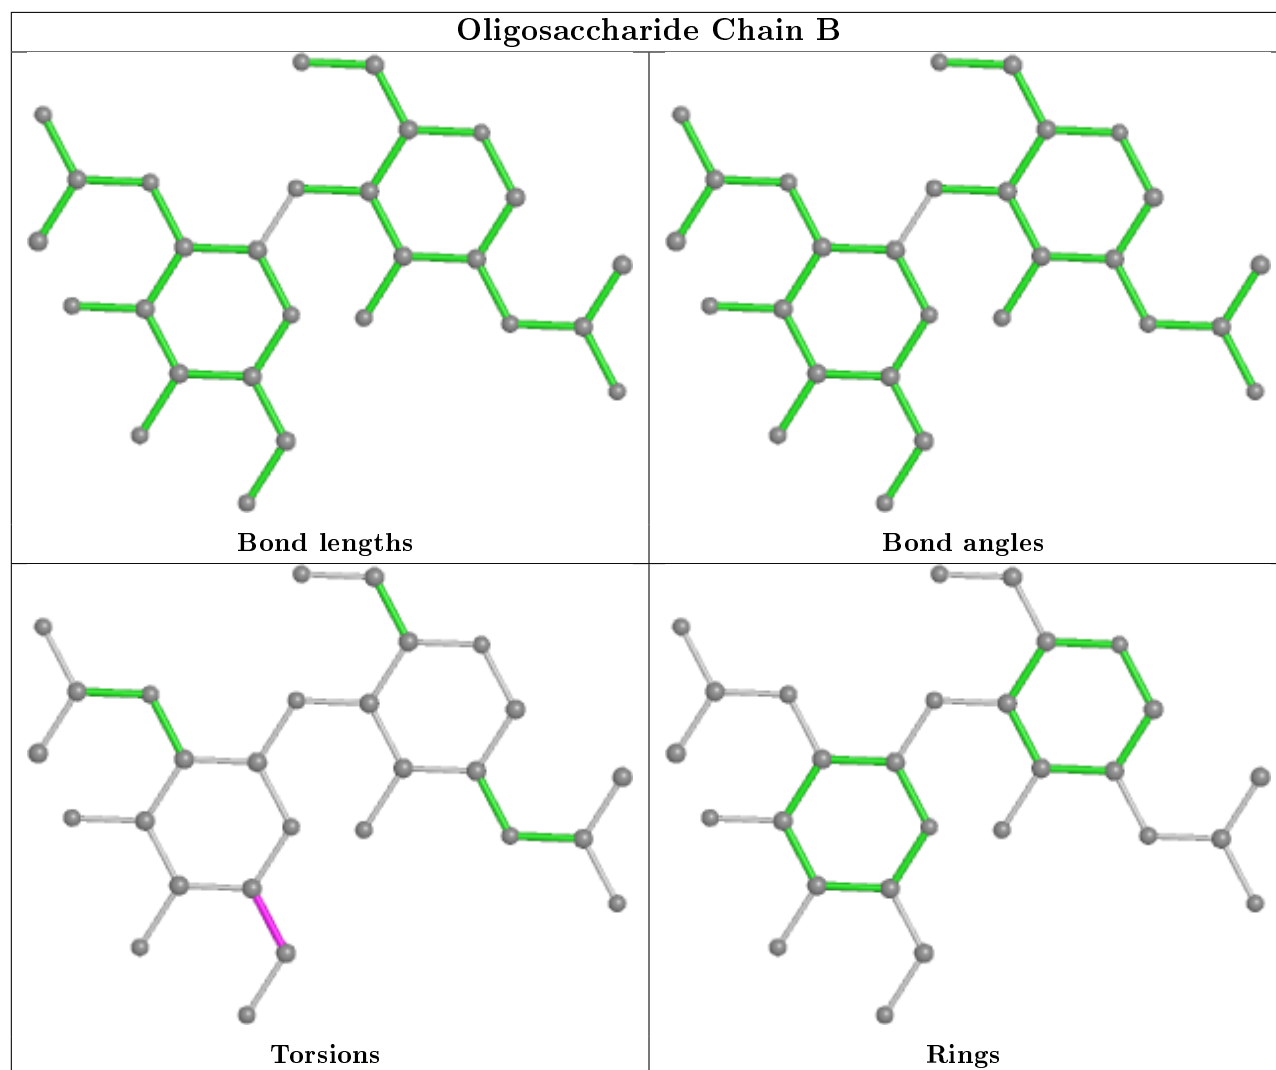 Oligosaccharide Chain B
Bond lengths
Bond angles
Torsions
Rings